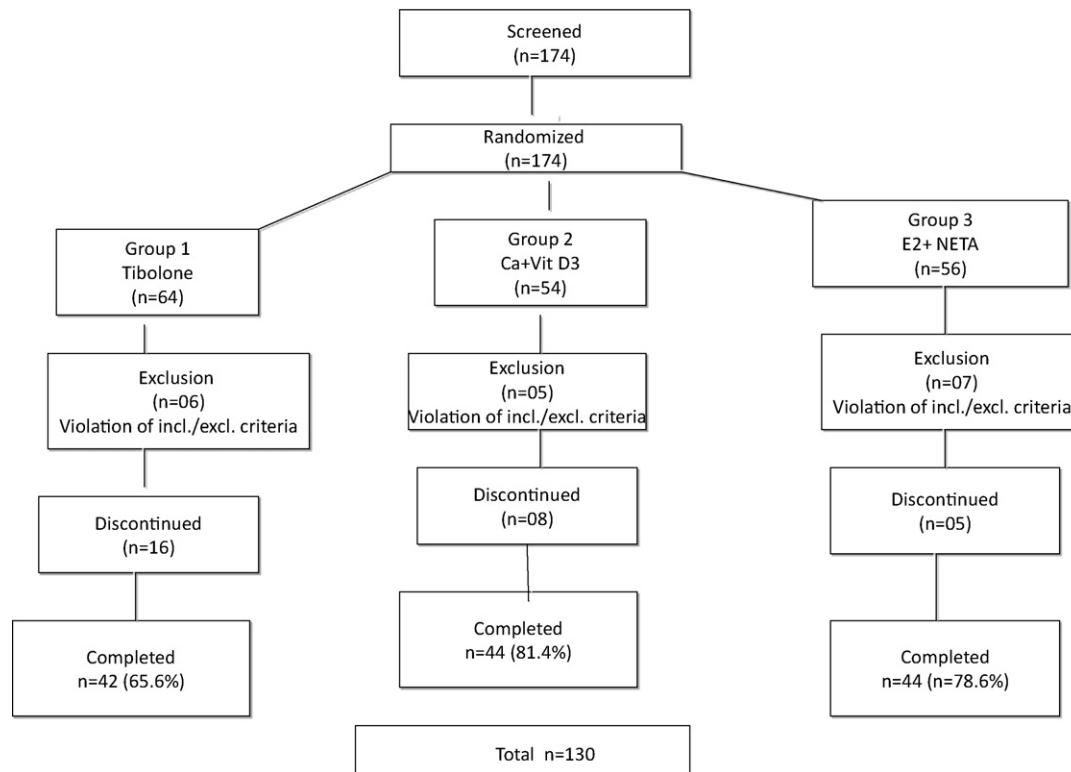 Screened
(n=174)
Randomized
(n=174)
Group 1
Tibolone
(n=64)
Group 2
Ca+Vit D3
(n=54)
Group 3
E2+ NETA
(n=56)
Exclusion
(n=06)
Violation of incl./excl. criteria
Exclusion
(n=05)
Violation of incl./excl. criteria
Exclusion
(n=07)
Violation of incl./excl. criteria
Discontinued
(n=16)
Discontinued
(n=08)
Discontinued
(n=05)
Completed
n=42 (65.6%)
Completed
n=44 (81.4%)
Completed
n=44 (n=78.6%)
Total n=130